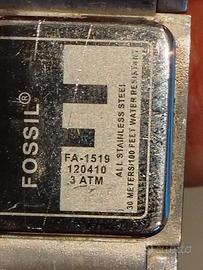 FOSSIL®
FA-1519
120410
3 ATM
ALL STAINLESS STEEL
30 METERS/100 FEET WATER RESISTANT